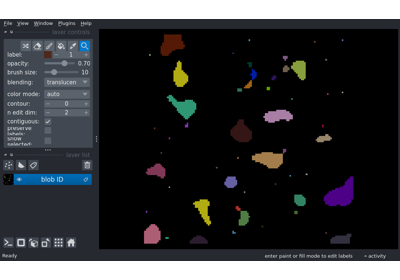 File View Window Plugins Help
layer controls
label: 1
opacity: 0.70
brush size: 10
blending: translucen
color mode: auto
contour: 0
n edit dim: 2
contiguous:
preserve labels:
show selected:
layer list
blob ID
enter paint or fill mode to edit labels activity